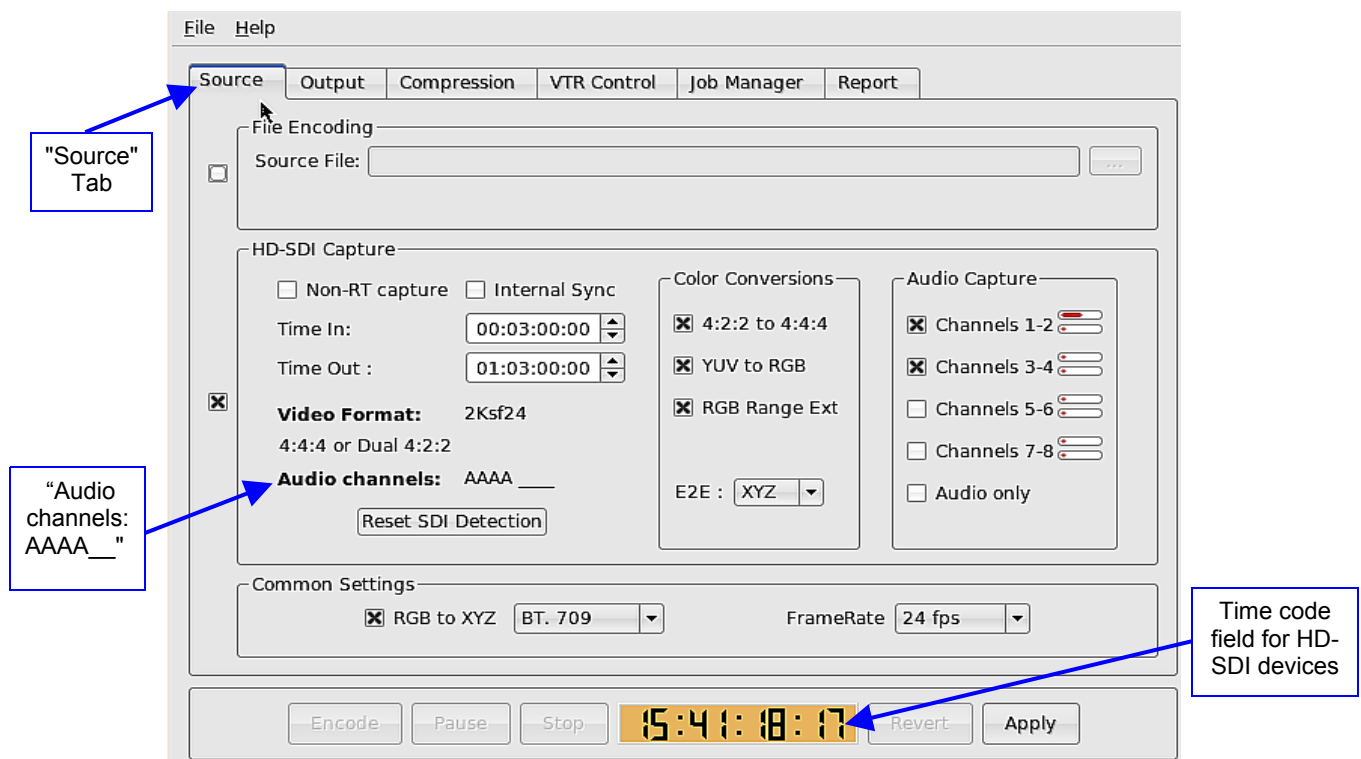 File Help
Source Output Compression VTR Control Job Manager Report
"Source"
Tab
File Encoding
Source File: ...
HD-SDI Capture
Non-RT capture Internal Sync
Time In: 00:03:00:00
Time Out : 01:03:00:00
Video Format: 2Ksf24
4:4:4 or Dual 4:2:2
Audio channels: AAAA ____
Reset SDI Detection
Color Conversions
4:2:2 to 4:4:4
YUV to RGB
RGB Range Ext
E2E : XYZ
Audio Capture
Channels 1-2
Channels 3-4
Channels 5-6
Channels 7-8
Audio only
“Audio
channels:
AAAA__"
Common Settings
RGB to XYZ BT. 709 FrameRate 24 fps
Time code
field for HD-
SDI devices
Encode Pause Stop 15:41:18:17 Revert Apply